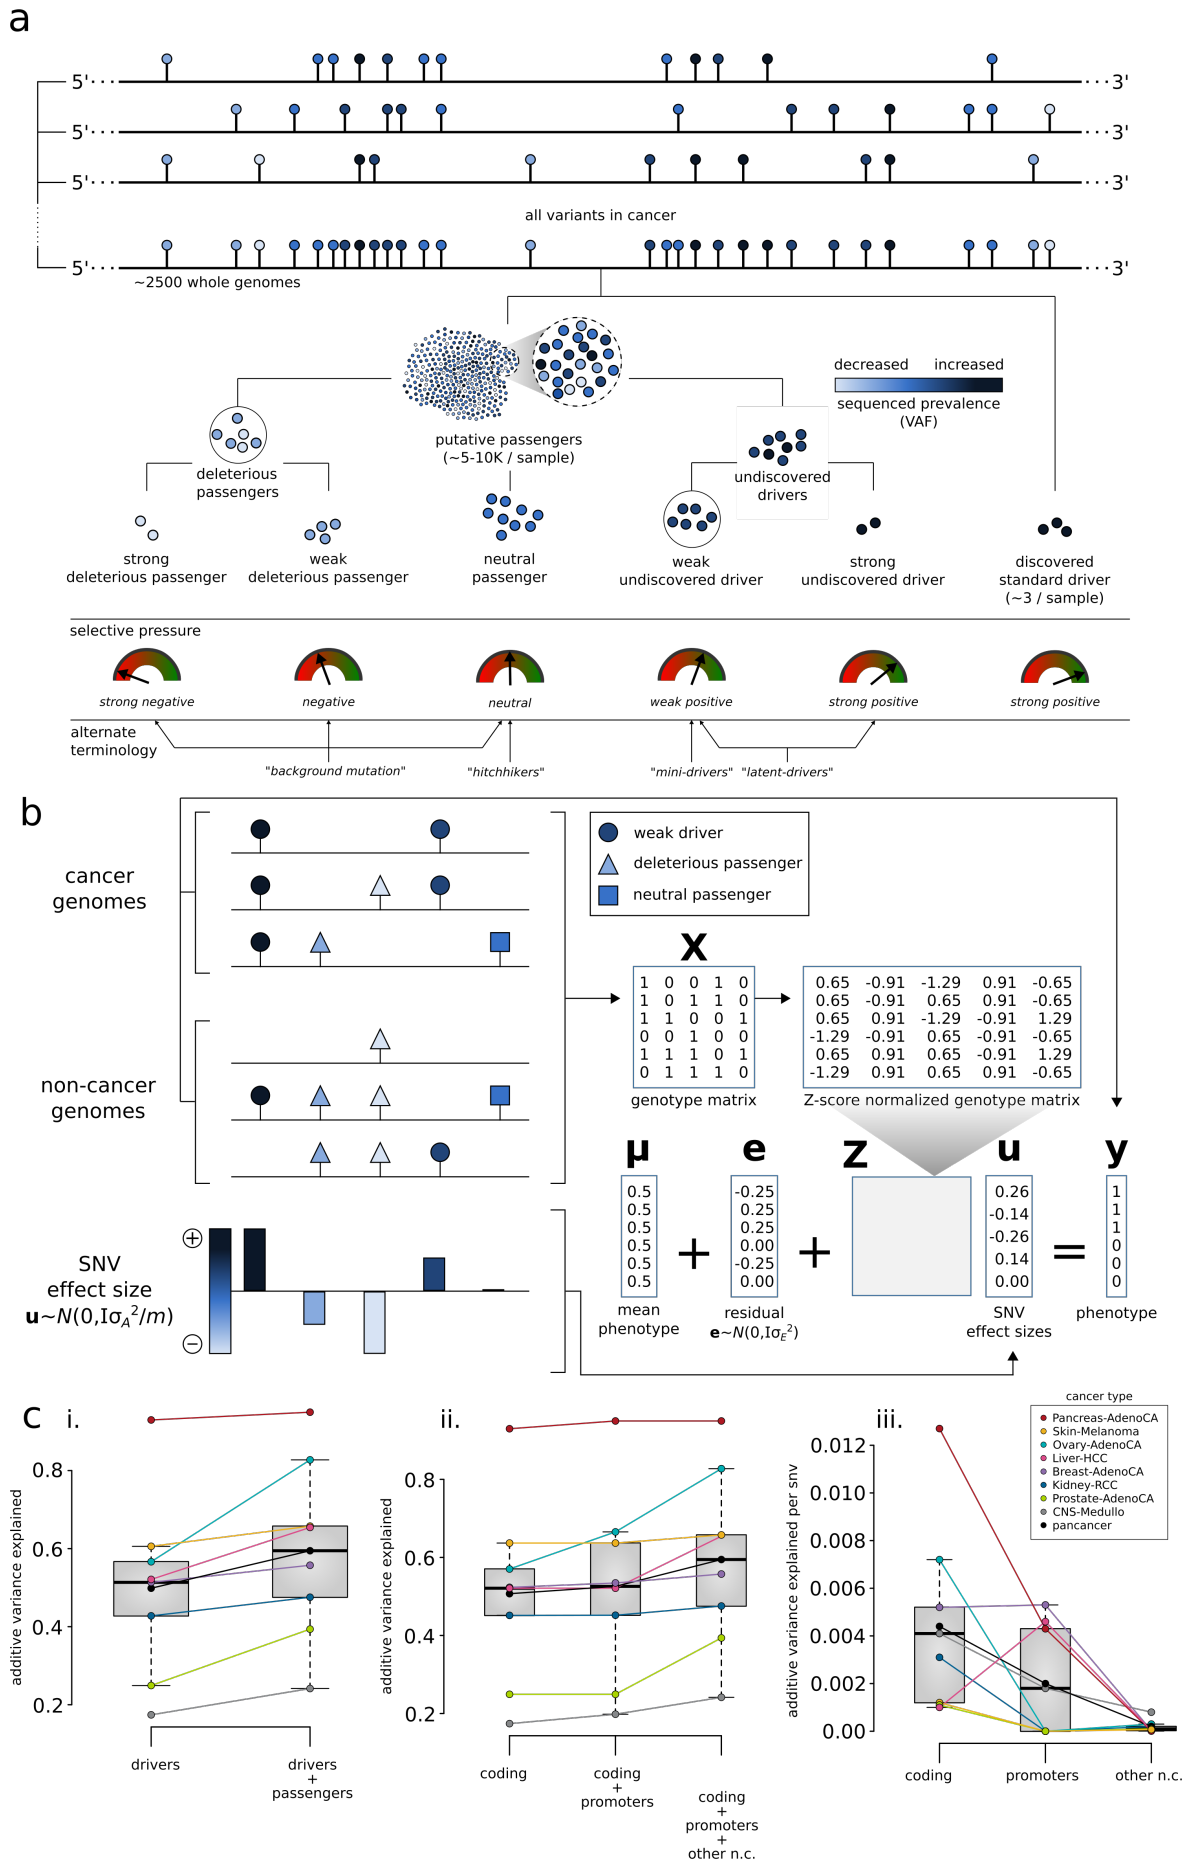 a
5'··· ···3'
5'··· ···3'
5'··· ···3'
all variants in cancer
5'··· ···3'
~2500 whole genomes
decreased increased
sequenced prevalence
(VAF)
putative passengers
(~5-10K / sample)
deleterious
passengers
undiscovered
drivers
strong
deleterious passenger
weak
deleterious passenger
neutral
passenger
weak
undiscovered driver
strong
undiscovered driver
discovered
standard driver
(~3 / sample)
selective pressure
strong negative
negative
neutral
weak positive
strong positive
strong positive
alternate
terminology
"background mutation"
"hitchhikers"
"mini-drivers"
"latent-drivers"
b
cancer
genomes
non-cancer
genomes
weak driver
deleterious passenger
neutral passenger
X
1 0 0 1 0
1 0 1 1 0
1 1 0 0 1
0 0 1 0 0
1 1 1 0 1
0 1 1 1 0
genotype matrix
0.65 -0.91 -1.29 0.91 -0.65
0.65 -0.91 0.65 0.91 -0.65
0.65 0.91 -1.29 -0.91 1.29
-1.29 -0.91 0.65 -0.91 -0.65
0.65 0.91 0.65 -0.91 1.29
-1.29 0.91 0.65 0.91 -0.65
Z-score normalized genotype matrix
μ
0.5
0.5
0.5
0.5
0.5
0.5
mean
phenotype
+
e
-0.25
0.25
0.25
0.00
-0.25
0.00
residual
e~N(0,Iσ_E²)
+
Z
u
0.26
-0.14
-0.26
0.14
0.00
SNV
effect sizes
=
y
1
1
1
0
0
0
phenotype
SNV
effect size
u~N(0,Iσ_A²/m)
+
−
c
i.
additive variance explained
0.8
0.6
0.4
0.2
drivers
drivers
+
passengers
ii.
additive variance explained
0.8
0.6
0.4
0.2
coding
coding
+
promoters
coding
+
promoters
+
other n.c.
iii.
additive variance explained per snv
0.012
0.010
0.008
0.006
0.004
0.002
0.00
coding
promoters
other n.c.
cancer type
Pancreas-AdenoCA
Skin-Melanoma
Ovary-AdenoCA
Liver-HCC
Breast-AdenoCA
Kidney-RCC
Prostate-AdenoCA
CNS-Medullo
pancancer